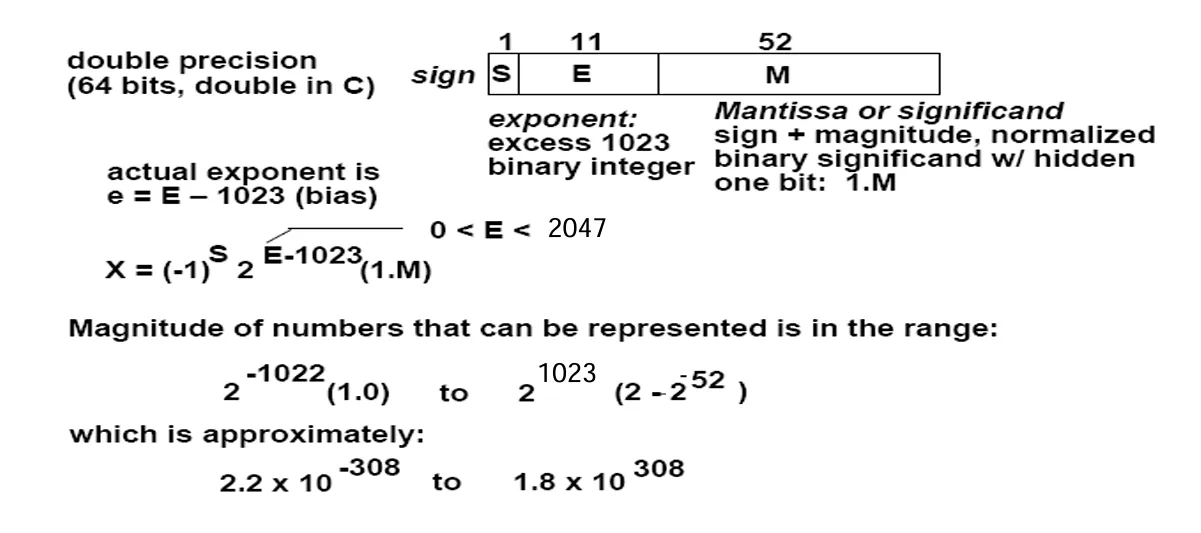 1 11 52
double precision
(64 bits, double in C)
sign S E M
exponent:
excess 1023
binary integer
Mantissa or significand
sign + magnitude, normalized
binary significand w/ hidden
one bit: 1.M
actual exponent is
e = E – 1023 (bias)
0 < E < 2047
X = (-1)^S 2^E-1023 (1.M)
Magnitude of numbers that can be represented is in the range:
2^-1022 (1.0) to 2^1023 (2 - 2^-52 )
which is approximately:
2.2 x 10^-308 to 1.8 x 10^308